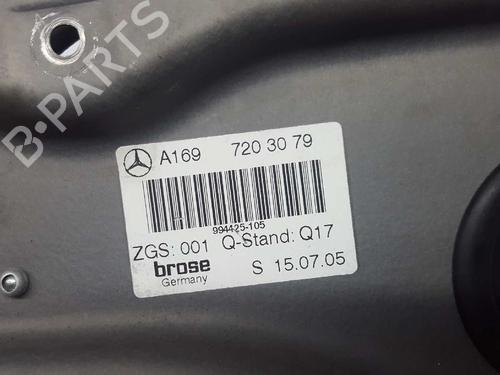 B-PARTS
A169 720 30 79
994425-105
ZGS: 001 Q-Stand: Q17
brose
Germany
S 15.07.05